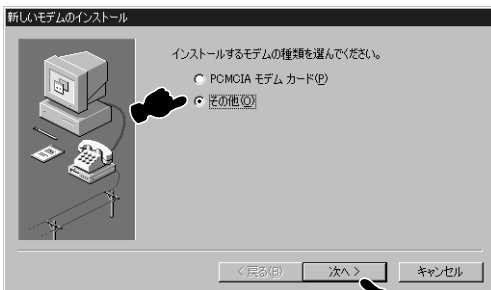 新しいモデムのインストール
インストールするモデムの種類を選んでください。
PCMCIA モデム カード(P)
その他(O)
< 戻る(B)
次へ >
キャンセル